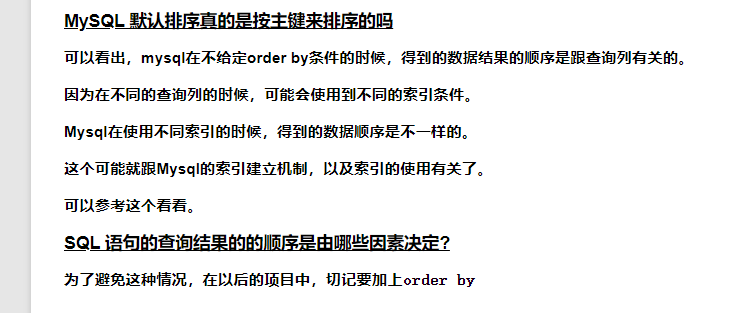 MySQL 默认排序真的是按主键来排序的吗
可以看出，mysql在不给定order by条件的时候，得到的数据结果的顺序是跟查询列有关的。
因为在不同的查询列的时候，可能会使用到不同的索引条件。
Mysql在使用不同索引的时候，得到的数据顺序是不一样的。
这个可能就跟Mysql的索引建立机制，以及索引的使用有关了。
可以参考这个看看。
SQL 语句的查询结果的的顺序是由哪些因素决定?
为了避免这种情况，在以后的项目中，切记要加上order by